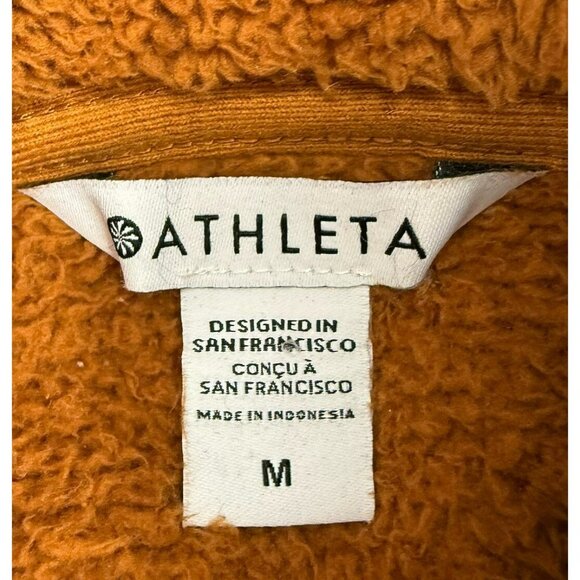 ATHLETA
DESIGNED IN
SAN FRANCISCO
CONÇU À
SAN FRANCISCO
MADE IN INDONESIA
M